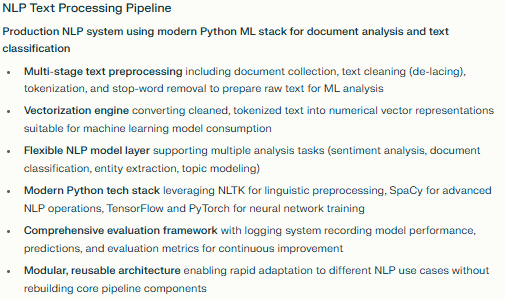 NLP Text Processing Pipeline
Production NLP system using modern Python ML stack for document analysis and text
classification
• Multi-stage text preprocessing including document collection, text cleaning (de-lacing),
tokenization, and stop-word removal to prepare raw text for ML analysis
• Vectorization engine converting cleaned, tokenized text into numerical vector representations
suitable for machine learning model consumption
• Flexible NLP model layer supporting multiple analysis tasks (sentiment analysis, document
classification, entity extraction, topic modeling)
• Modern Python tech stack leveraging NLTK for linguistic preprocessing, SpaCy for advanced
NLP operations, TensorFlow and PyTorch for neural network training
• Comprehensive evaluation framework with logging system recording model performance,
predictions, and evaluation metrics for continuous improvement
• Modular, reusable architecture enabling rapid adaptation to different NLP use cases without
rebuilding core pipeline components